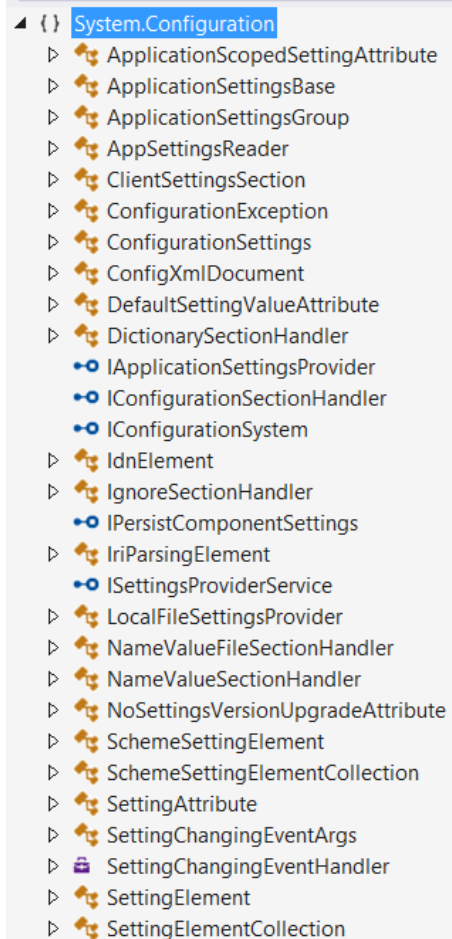 { } System.Configuration
ApplicationScopedSettingAttribute
ApplicationSettingsBase
ApplicationSettingsGroup
AppSettingsReader
ClientSettingsSection
ConfigurationException
ConfigurationSettings
ConfigXmlDocument
DefaultSettingValueAttribute
DictionarySectionHandler
IApplicationSettingsProvider
IConfigurationSectionHandler
IConfigurationSystem
IdnElement
IgnoreSectionHandler
IPersistComponentSettings
IriParsingElement
ISettingsProviderService
LocalFileSettingsProvider
NameValueFileSectionHandler
NameValueSectionHandler
NoSettingsVersionUpgradeAttribute
SchemeSettingElement
SchemeSettingElementCollection
SettingAttribute
SettingChangingEventArgs
SettingChangingEventHandler
SettingElement
SettingElementCollection